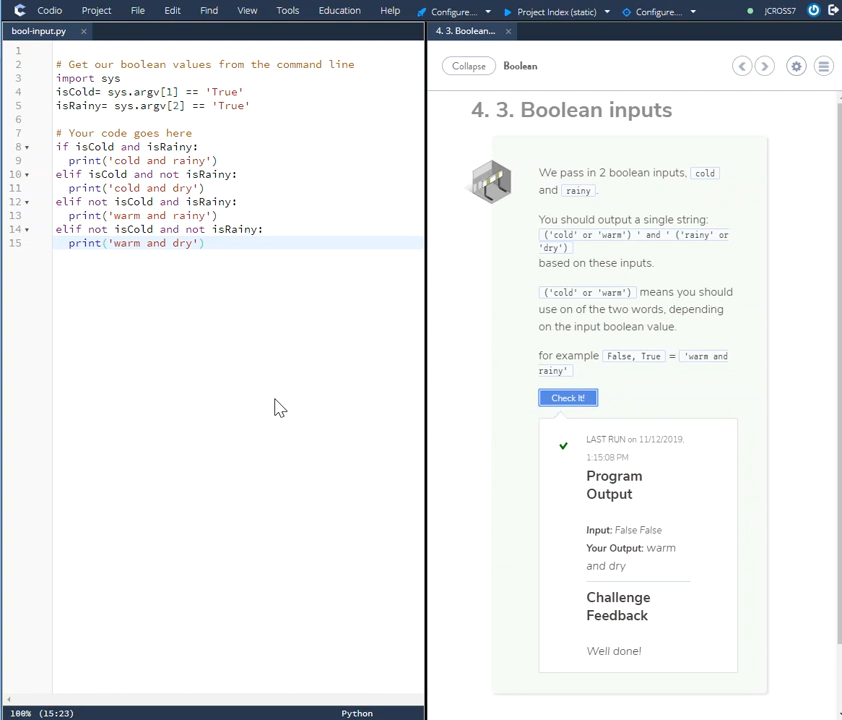 Codio Project File Edit Find View Tools Education Help Configure... Project Index (static) Configure.... JCROSS7
bool-input.py ×
4. 3. Boolean... ×
1
2 # Get our boolean values from the command line
3 import sys
4 isCold= sys.argv[1] == 'True'
5 isRainy= sys.argv[2] == 'True'
6
7 # Your code goes here
8 if isCold and isRainy:
9 print('cold and rainy')
10 elif isCold and not isRainy:
11 print('cold and dry')
12 elif not isCold and isRainy:
13 print('warm and rainy')
14 elif not isCold and not isRainy:
15 print('warm and dry')
100% (15:23) Python
Collapse Boolean
4. 3. Boolean inputs
We pass in 2 boolean inputs, cold
and rainy.
You should output a single string:
('cold' or 'warm') ' and ' ('rainy' or
'dry')
based on these inputs.
('cold' or 'warm') means you should
use on of the two words, depending
on the input boolean value.
for example False, True = 'warm and
rainy'
Check It!
LAST RUN on 11/12/2019,
1:15:08 PM
Program
Output
Input: False False
Your Output: warm
and dry
Challenge
Feedback
Well done!